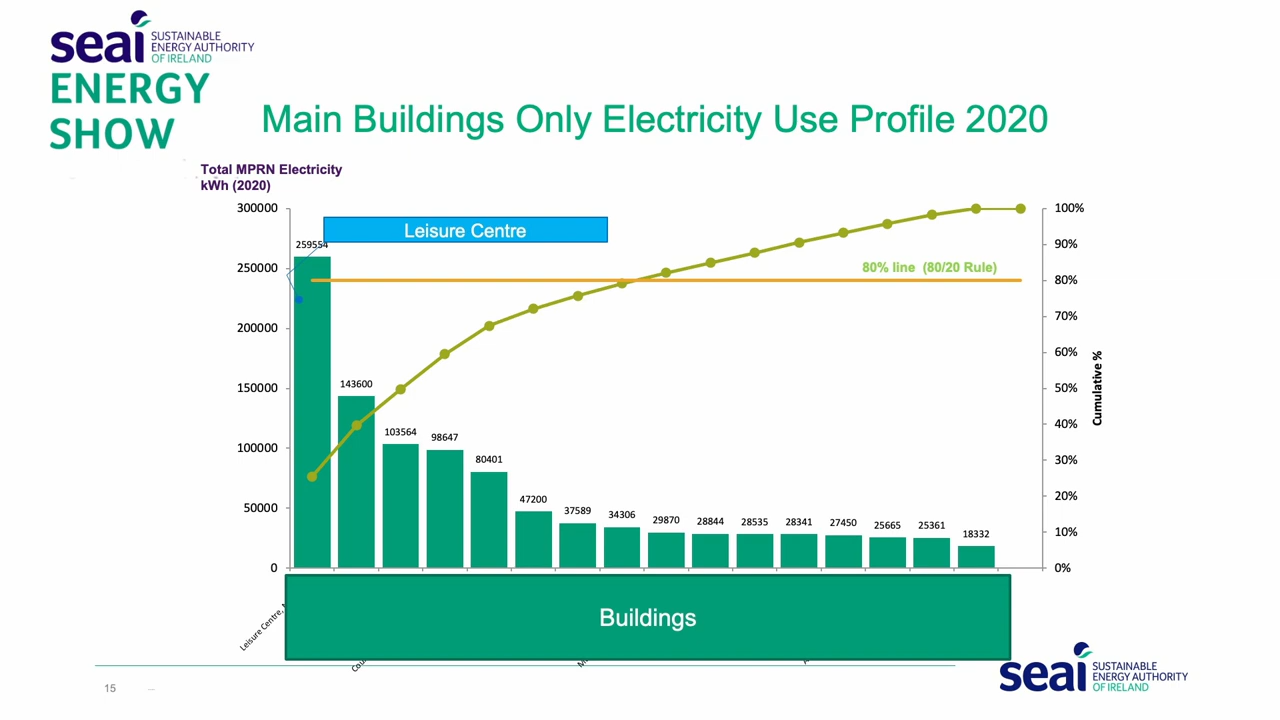 seai SUSTAINABLE
ENERGY AUTHORITY
OF IRELAND
ENERGY
SHOW
Main Buildings Only Electricity Use Profile 2020
Total MPRN Electricity
kWh (2020)
300000
250000
200000
150000
100000
50000
0
Leisure Centre
80% line (80/20 Rule)
259554
143600
103564
98647
80401
47200
37589
34306
29870
28844
28535
28341
27450
25665
25361
18332
100%
90%
80%
70%
60%
50%
40%
30%
20%
10%
0%
Cumulative %
Leisure Centre,
Buildings
15
seai SUSTAINABLE
ENERGY AUTHORITY
OF IRELAND